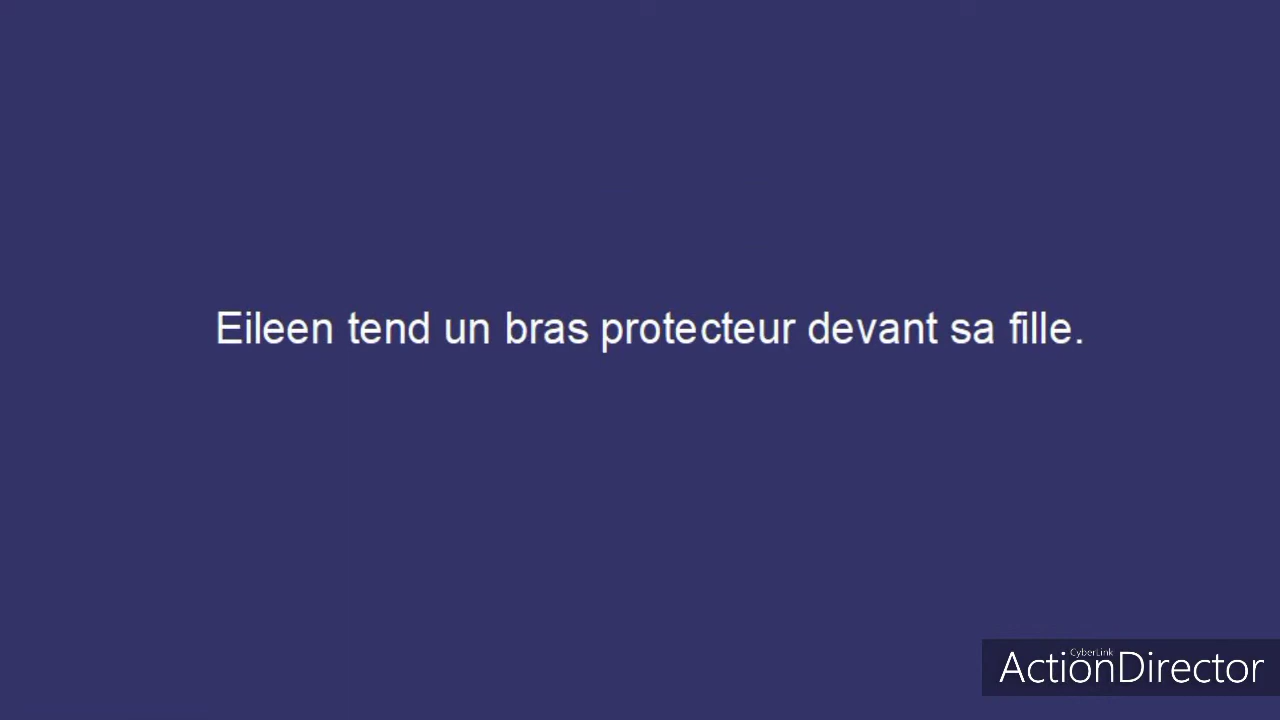 Eileen tend un bras protecteur devant sa fille.
CyberLink
ActionDirector